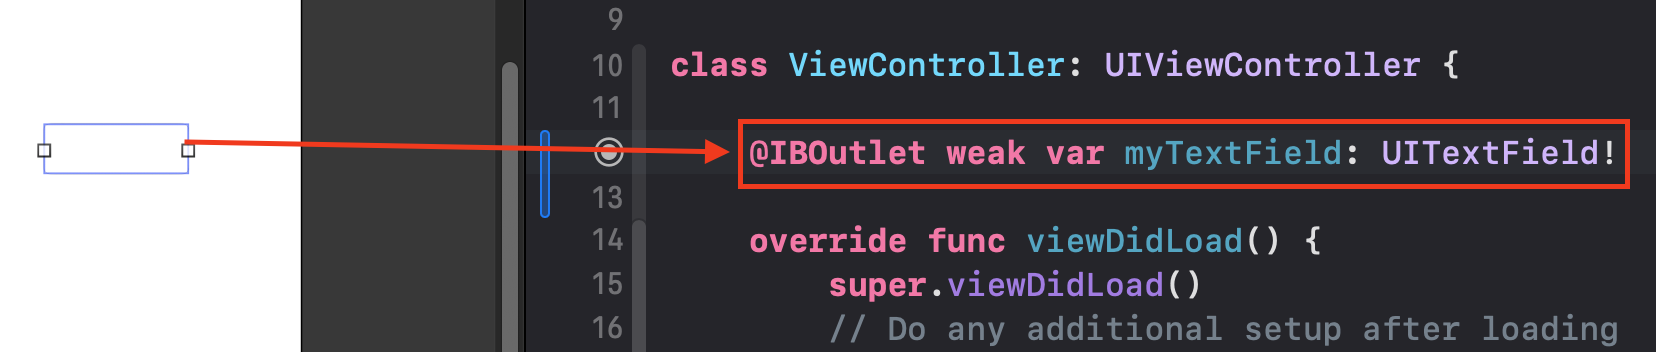 9
10 class ViewController: UIViewController {
11
@IBOutlet weak var myTextField: UITextField!
13
14 override func viewDidLoad() {
15 super.viewDidLoad()
16 // Do any additional setup after loading